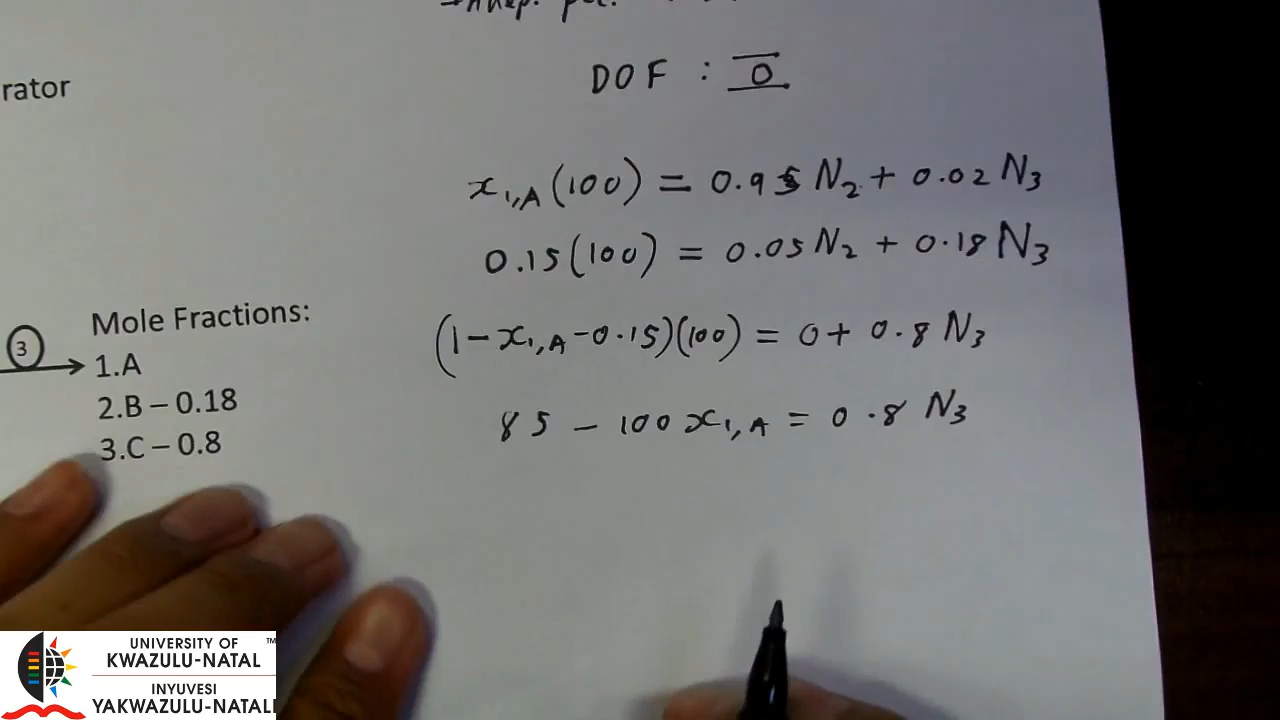 rator
DOF : 0
x₁,A (100) = 0.95 N₂ + 0.02 N₃
0.15 (100) = 0.05 N₂ + 0.18 N₃
(1 - x₁,A - 0.15)(100) = 0 + 0.8 N₃
85 - 100 x₁,A = 0.8 N₃
3
Mole Fractions:
1.A
2.B – 0.18
3.C – 0.8
UNIVERSITY OF ™
KWAZULU-NATAL
INYUVESI
YAKWAZULU-NATALI